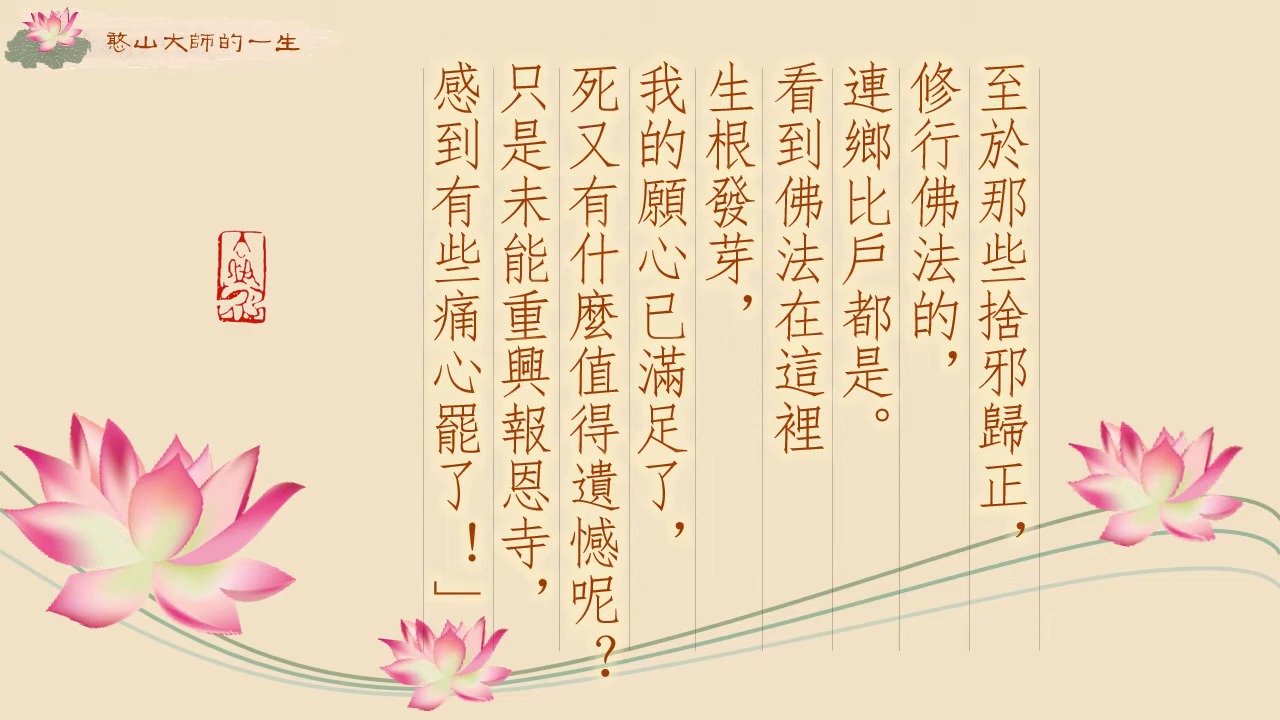 憨山大師的一生
至於那些捨邪歸正，
修行佛法的，
連鄉比戶都是。
看到佛法在這裡
生根發芽，
我的願心已滿足了，
死又有什麼值得遺憾呢？
只是未能重興報恩寺，
感到有些痛心罷了！」